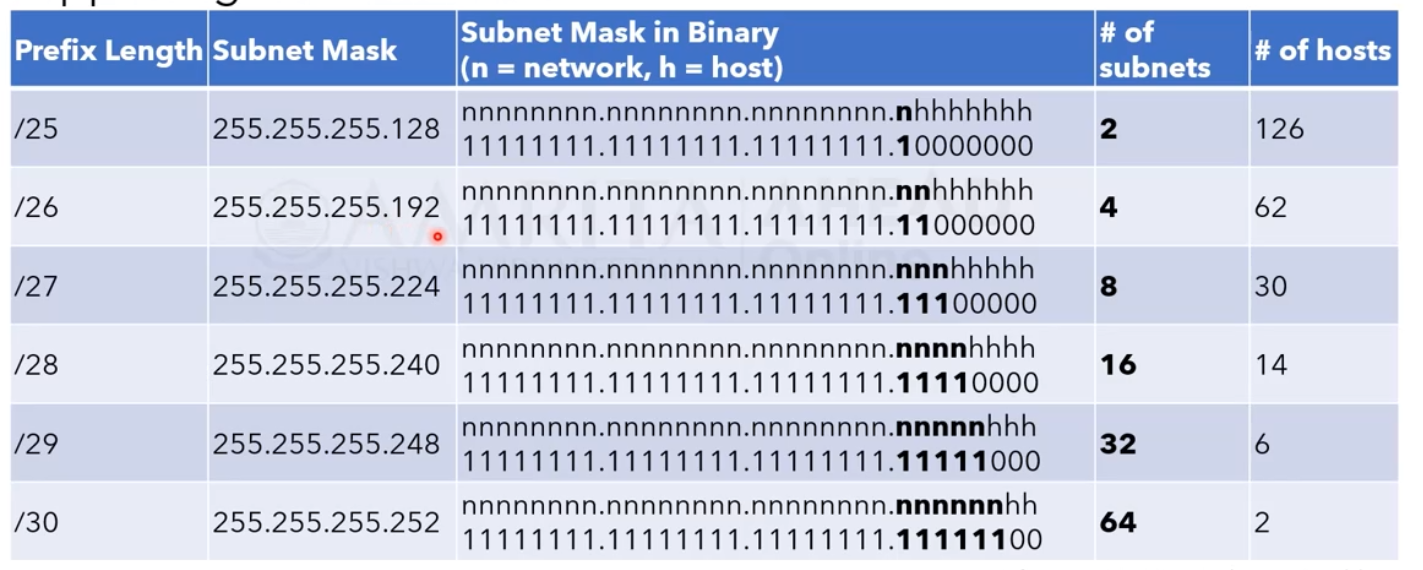 Prefix Length Subnet Mask Subnet Mask in Binary (n = network, h = host) # of subnets # of hosts
/25 255.255.255.128 nnnnnnnn.nnnnnnnn.nnnnnnnn.nhhhhhhh
11111111.11111111.11111111.10000000 2 126
/26 255.255.255.192 nnnnnnnn.nnnnnnnn.nnnnnnnn.nnhhhhhh
11111111.11111111.11111111.11000000 4 62
/27 255.255.255.224 nnnnnnnn.nnnnnnnn.nnnnnnnn.nnnhhhhh
11111111.11111111.11111111.11100000 8 30
/28 255.255.255.240 nnnnnnnn.nnnnnnnn.nnnnnnnn.nnnnhhhh
11111111.11111111.11111111.11110000 16 14
/29 255.255.255.248 nnnnnnnn.nnnnnnnn.nnnnnnnn.nnnnnhhh
11111111.11111111.11111111.11111000 32 6
/30 255.255.255.252 nnnnnnnn.nnnnnnnn.nnnnnnnn.nnnnnnhh
11111111.11111111.11111111.11111100 64 2